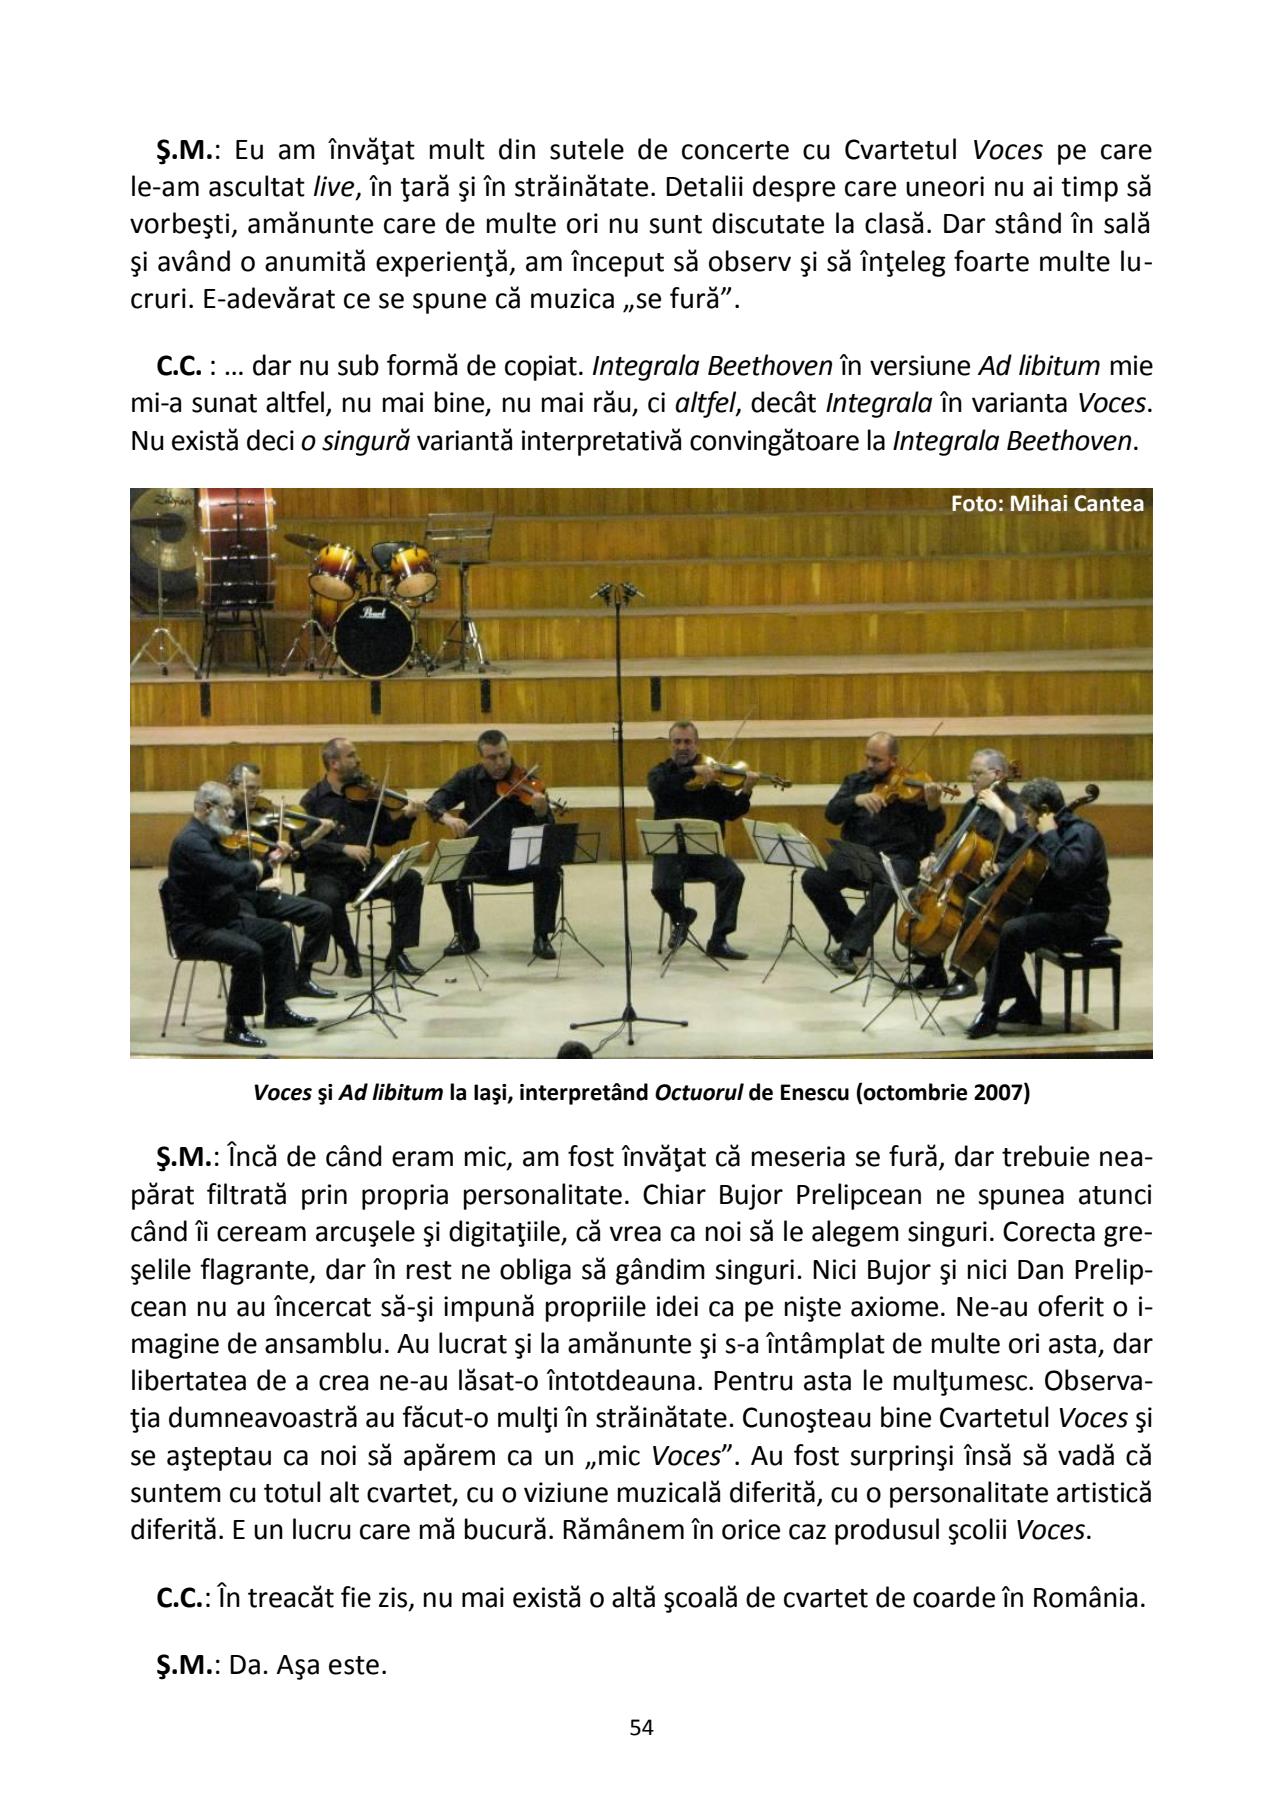 Ş.M.: Eu am învăţat mult din sutele de concerte cu Cvartetul Voces pe care
le-am ascultat live, în ţară şi în străinătate. Detalii despre care uneori nu ai timp să
vorbeşti, amănunte care de multe ori nu sunt discutate la clasă. Dar stând în sală
şi având o anumită experienţă, am început să observ şi să înţeleg foarte multe lu-
cruri. E-adevărat ce se spune că muzica „se fură”.
C.C. : … dar nu sub formă de copiat. Integrala Beethoven în versiune Ad libitum mie
mi-a sunat altfel, nu mai bine, nu mai rău, ci altfel, decât Integrala în varianta Voces.
Nu există deci o singură variantă interpretativă convingătoare la Integrala Beethoven.
Foto: Mihai Cantea
Zildjian
Pearl
Voces şi Ad libitum la Iaşi, interpretând Octuorul de Enescu (octombrie 2007)
Ş.M.: Încă de când eram mic, am fost învăţat că meseria se fură, dar trebuie nea-
părat filtrată prin propria personalitate. Chiar Bujor Prelipcean ne spunea atunci
când îi ceream arcuşele şi digitaţiile, că vrea ca noi să le alegem singuri. Corecta gre-
şelile flagrante, dar în rest ne obliga să gândim singuri. Nici Bujor şi nici Dan Prelip-
cean nu au încercat să-şi impună propriile idei ca pe nişte axiome. Ne-au oferit o i-
magine de ansamblu. Au lucrat şi la amănunte şi s-a întâmplat de multe ori asta, dar
libertatea de a crea ne-au lăsat-o întotdeauna. Pentru asta le mulţumesc. Observa-
ţia dumneavoastră au făcut-o mulţi în străinătate. Cunoşteau bine Cvartetul Voces şi
se aşteptau ca noi să apărem ca un „mic Voces”. Au fost surprinşi însă să vadă că
suntem cu totul alt cvartet, cu o viziune muzicală diferită, cu o personalitate artistică
diferită. E un lucru care mă bucură. Rămânem în orice caz produsul şcolii Voces.
C.C.: În treacăt fie zis, nu mai există o altă şcoală de cvartet de coarde în România.
Ş.M.: Da. Aşa este.
54